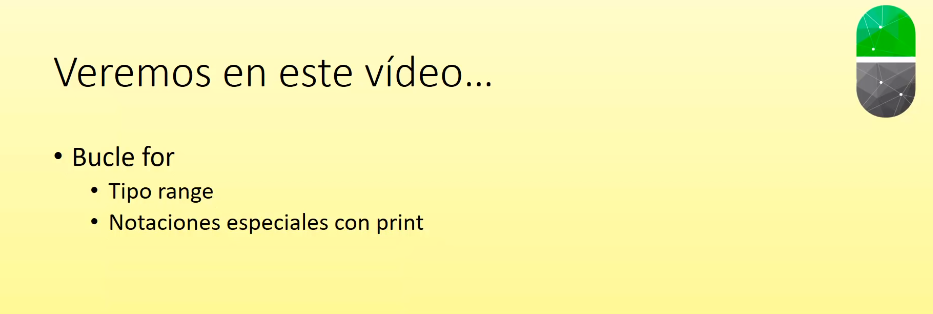 Veremos en este vídeo...
• Bucle for
• Tipo range
• Notaciones especiales con print